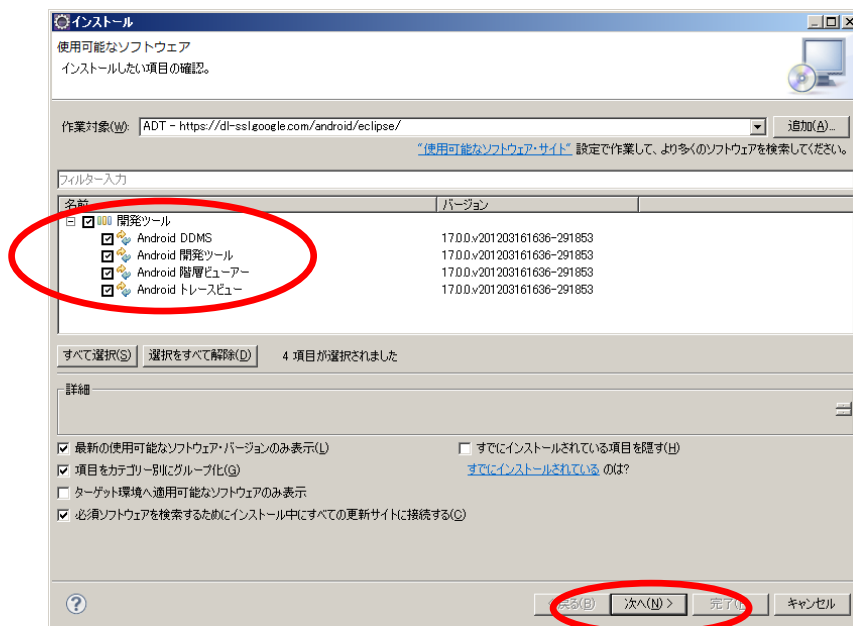 インストール
使用可能なソフトウェア
インストールしたい項目の確認。
作業対象(W): ADT - https://dl-ssl.google.com/android/eclipse/ 追加(A)...
"使用可能なソフトウェア・サイト" 設定で作業して、より多くのソフトウェアを検索してください。
フィルター入力
名前 バージョン
開発ツール
Android DDMS 17.0.0.v201203161636-291853
Android 開発ツール 17.0.0.v201203161636-291853
Android 階層ビューアー 17.0.0.v201203161636-291853
Android トレースビュー 17.0.0.v201203161636-291853
すべて選択(S) 選択をすべて解除(D) 4 項目が選択されました
詳細
最新の使用可能なソフトウェア・バージョンのみ表示(L) すでにインストールされている項目を隠す(H)
項目をカテゴリー別にグループ化(G) すでにインストールされている のは?
ターゲット環境へ適用可能なソフトウェアのみ表示
必須ソフトウェアを検索するためにインストール中にすべての更新サイトに接続する(C)
戻る(B) 次へ(N) > 完了 キャンセル